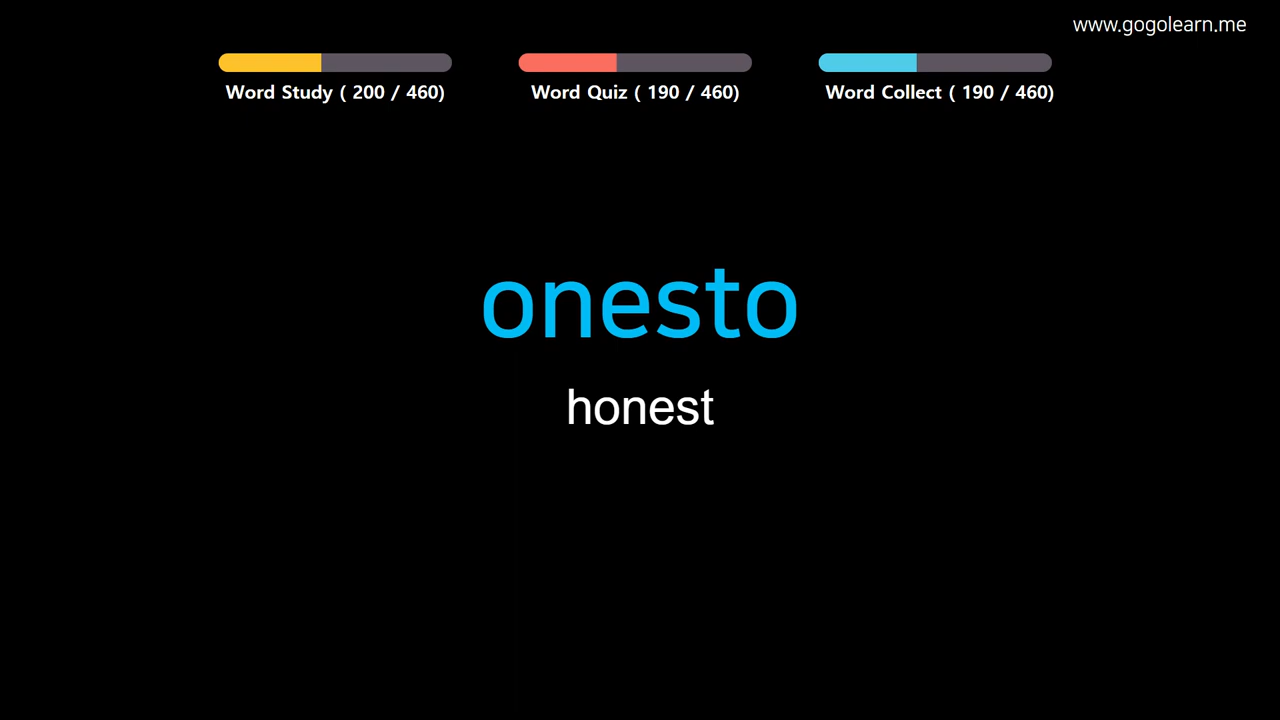 www.gogolearn.me
Word Study ( 200 / 460)
Word Quiz ( 190 / 460)
Word Collect ( 190 / 460)
onesto
honest